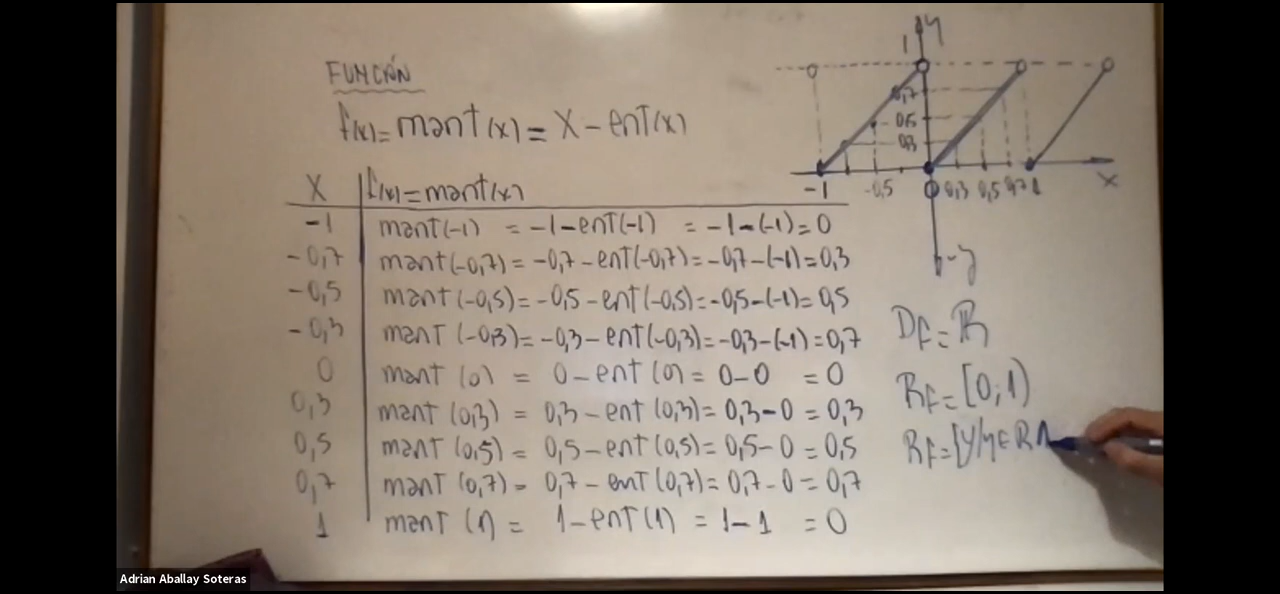 FUNCIÓN
f(x)= mant(x) = x - ent(x)
x | f(x)=mant(x)
-1 | mant(-1) = -1-ent(-1) = -1-(-1)=0
-0,7 | mant(-0,7)= -0,7-ent(-0,7)= -0,7-(-1)=0,3
-0,5 | mant(-0,5)= -0,5-ent(-0,5)= -0,5-(-1)=0,5
-0,3 | mant(-0,3)= -0,3-ent(-0,3)= -0,3-(-1)=0,7
0 | mant(0) = 0-ent(0)= 0-0 =0
0,3 | mant(0,3)= 0,3-ent(0,3)= 0,3-0 =0,3
0,5 | mant(0,5)= 0,5-ent(0,5)= 0,5-0 =0,5
0,7 | mant(0,7)= 0,7-ent(0,7)= 0,7-0 =0,7
1 | mant(1) = 1-ent(1) = 1-1 =0
y
1
0,7
0,5
0,3
-1 -0,5 0 0,3 0,5 0,7 1 x
-y
Df=ℝ
Rf=[0;1)
Rf={y/y∈R∧
Adrian Aballay Soteras